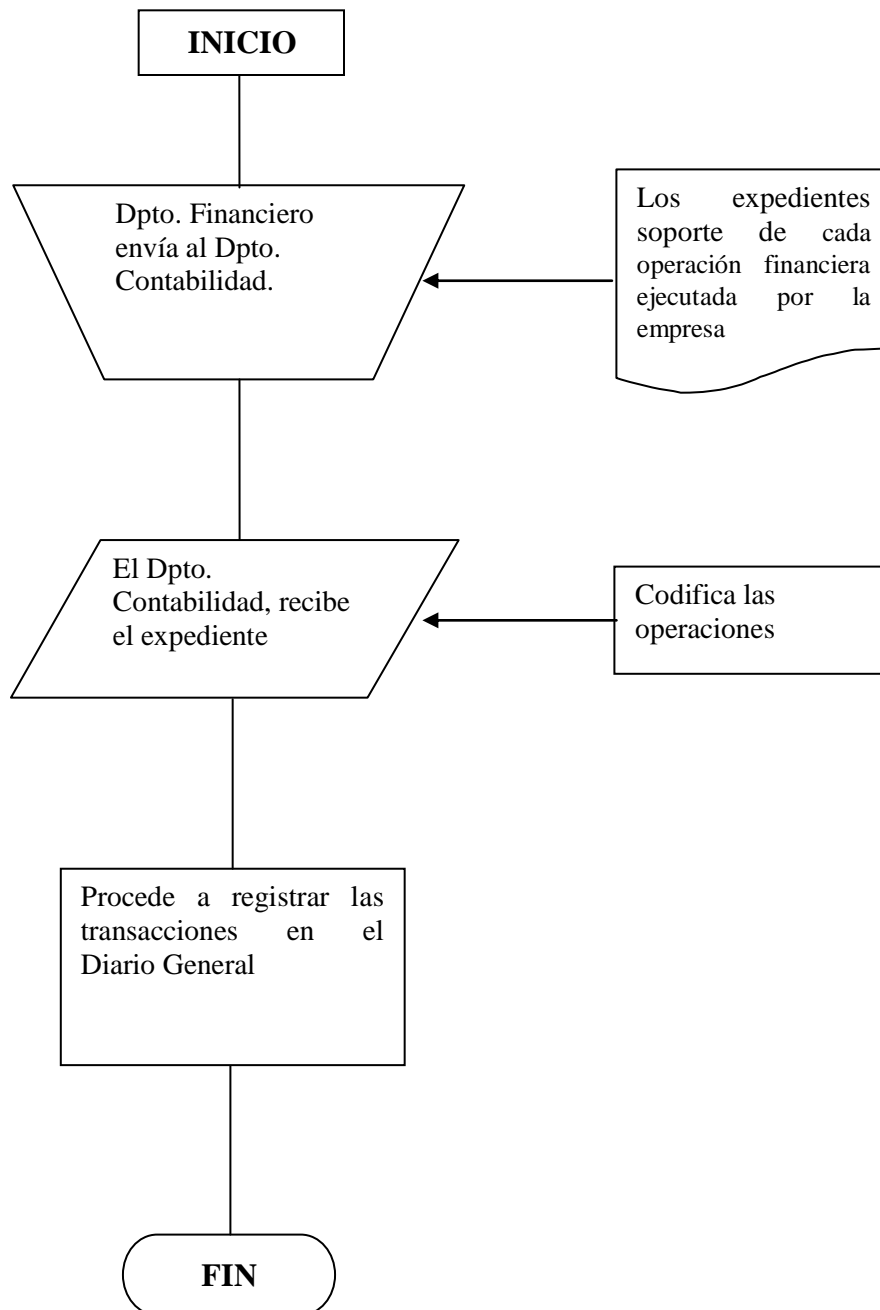 INICIO
Dpto. Financiero
envía al Dpto.
Contabilidad.
Los expedientes
soporte de cada
operación financiera
ejecutada por la
empresa
El Dpto.
Contabilidad, recibe
el expediente
Codifica las
operaciones
Procede a registrar las
transacciones en el
Diario General
FIN